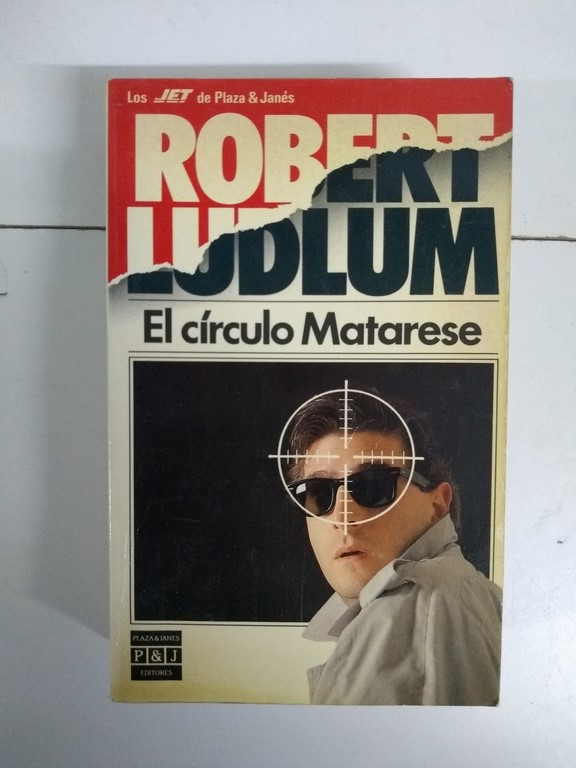 Los JET de Plaza & Janés
ROBERT
LUDLUM
El círculo Matarese
PLAZA & JANES
P & J
EDITORES